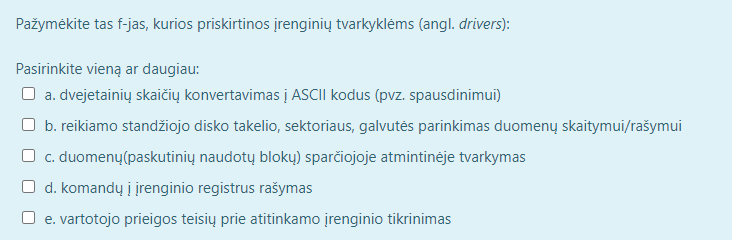 Pažymėkite tas f-jas, kurios priskirtinos įrenginių tvarkyklėms (angl. drivers):
Pasirinkite vieną ar daugiau:
a. dvejetainių skaičių konvertavimas į ASCII kodus (pvz. spausdinimui)
b. reikiamo standžiojo disko takelio, sektoriaus, galvutės parinkimas duomenų skaitymui/rašymui
c. duomenų(paskutinių naudotų blokų) sparčiojoje atmintinėje tvarkymas
d. komandų į įrenginio registrus rašymas
e. vartotojo prieigos teisių prie atitinkamo įrenginio tikrinimas